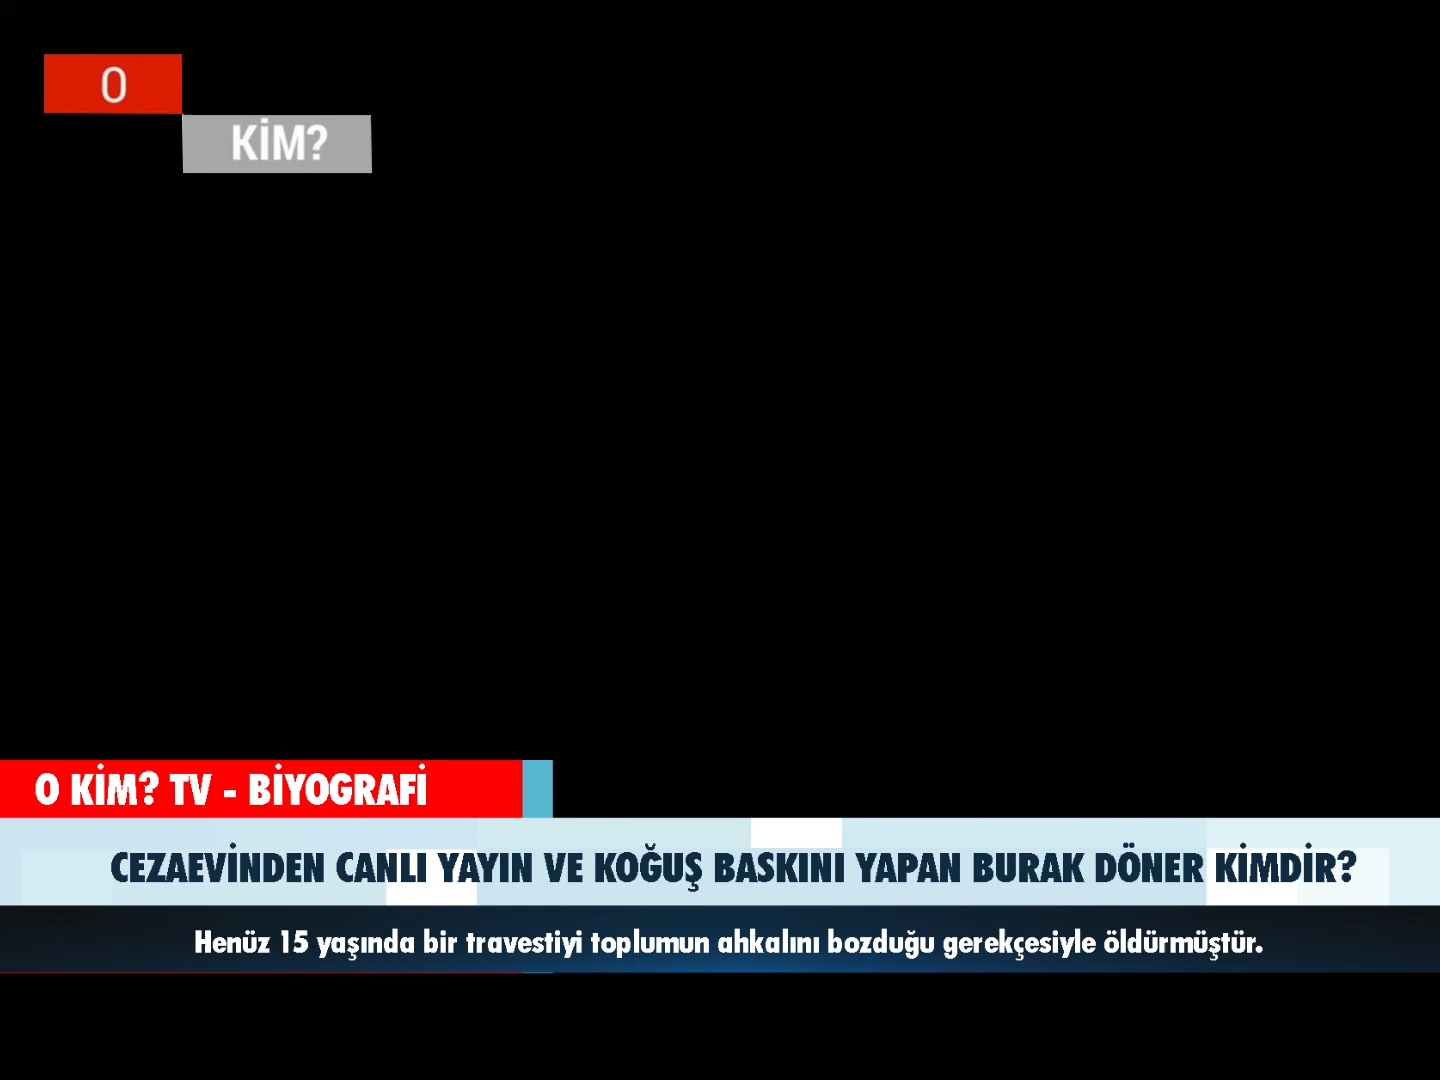 O
KİM?
O KİM? TV - BİYOGRAFİ
CEZAEVİNDEN CANLI YAYIN VE KOĞUŞ BASKINI YAPAN BURAK DÖNER KİMDİR?
Henüz 15 yaşında bir travestiyi toplumun ahkalını bozduğu gerekçesiyle öldürmüştür.